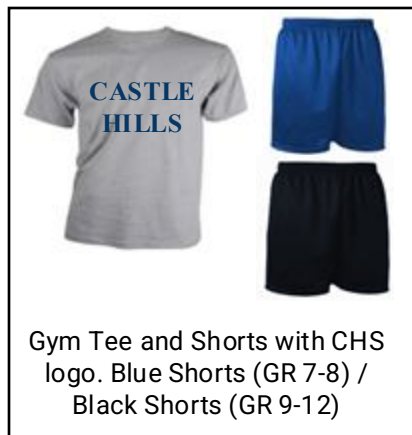 CASTLE
HILLS
Gym Tee and Shorts with CHS
logo. Blue Shorts (GR 7-8) /
Black Shorts (GR 9-12)